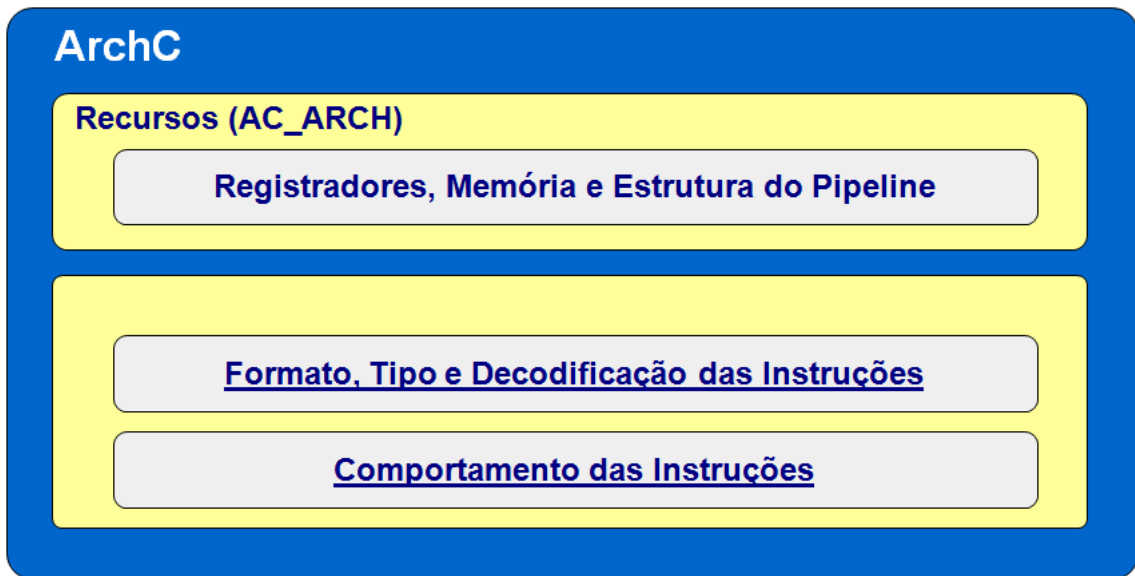 ArchC
Recursos (AC_ARCH)
Registradores, Memória e Estrutura do Pipeline
Formato, Tipo e Decodificação das Instruções
Comportamento das Instruções